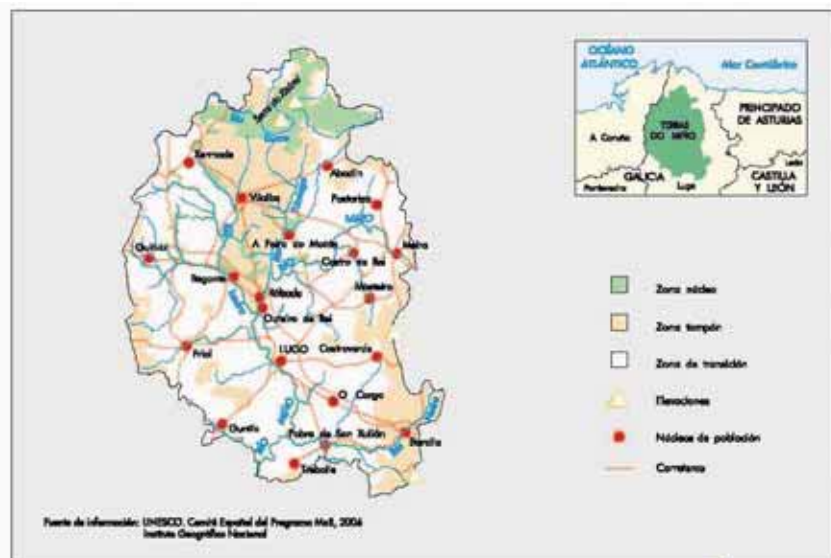 OCÉANO
ATLÁNTICO
Mar Cantábrico
PRINCIPADO
DE ASTURIAS
TERRAS
DO MIÑO
A Coruña
León
GALICIA
CASTILLA
Y LEÓN
Pontevedra
Lugo
Xermade
Abadín
Vilalba
Pastoriza
A Feira do Monte
Guitiriz
Castro de Rei
Meira
Begonte
Rábade
Outeiro de Rei
Friol
LUGO
Castroverde
O Corgo
Guntín
Pobra de San Xulián
Baralla
Zona núcleo
Zona tampón
Zona de transición
Elevaciones
Núcleos de población
Carreteras
Fuente de información: UNESCO. Comité Español del Programa MaB, 2006
Instituto Geográfico Nacional